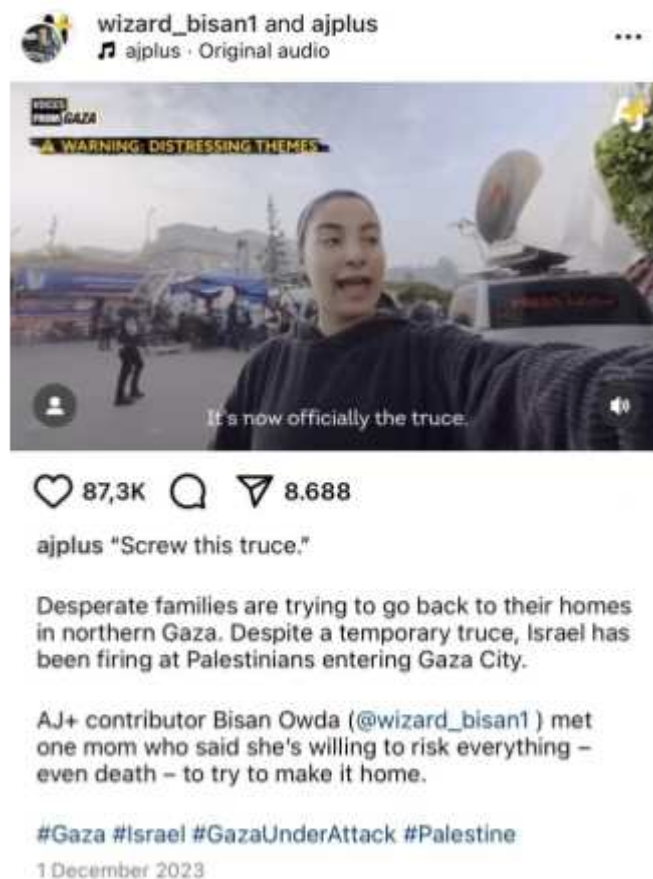 wizard_bisan1 and ajplus
ajplus · Original audio
VOICES
FROM GAZA
WARNING: DISTRESSING THEMES
AJ+
It's now officially the truce.
87,3K 8.688
ajplus "Screw this truce."
Desperate families are trying to go back to their homes
in northern Gaza. Despite a temporary truce, Israel has
been firing at Palestinians entering Gaza City.
AJ+ contributor Bisan Owda (@wizard_bisan1 ) met
one mom who said she's willing to risk everything –
even death – to try to make it home.
#Gaza #Israel #GazaUnderAttack #Palestine
1 December 2023